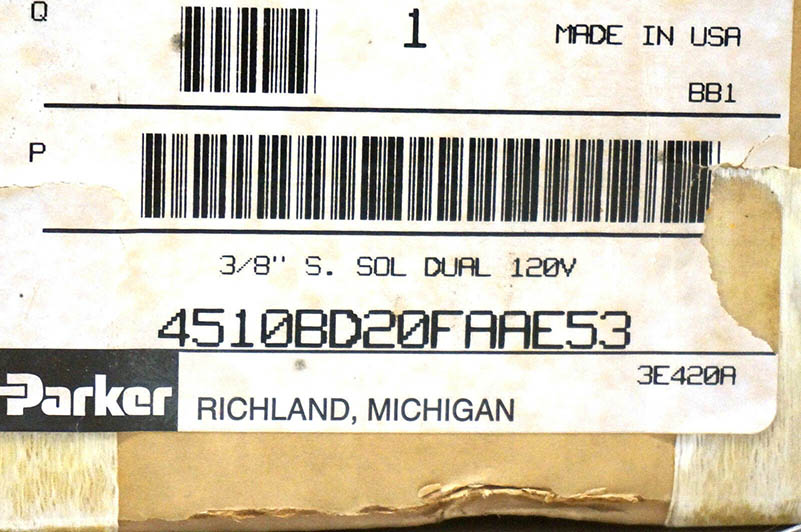 Q 1 MADE IN USA
BB1
P
3/8" S. SOL DUAL 120V
4510BD20FAAE53
3E420A
Parker RICHLAND, MICHIGAN